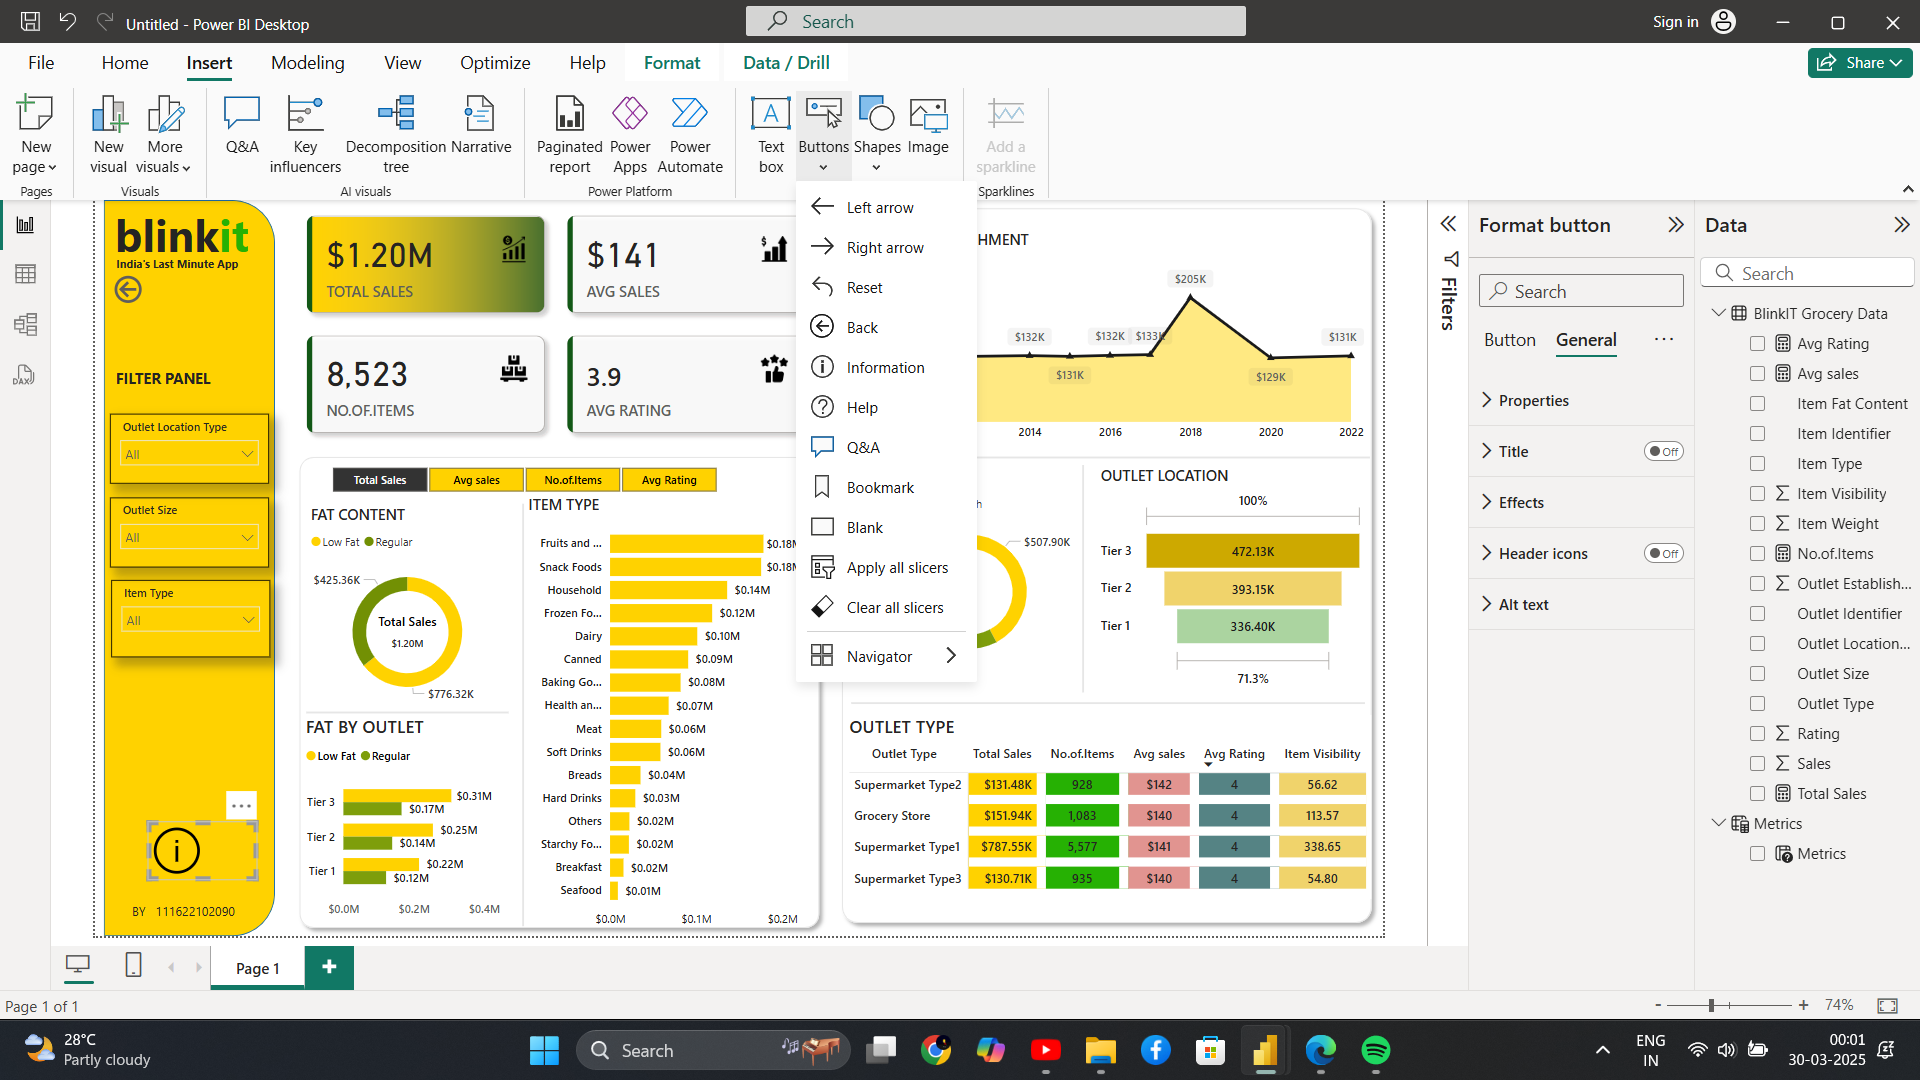 Untitled - Power BI Desktop
Search
Sign in
File
Home
Insert
Modeling
View
Optimize
Help
Format
Data / Drill
Share
New page
New visual
More visuals
Q&A
Key influencers
Decomposition tree
Narrative
Paginated report
Power Apps
Power Automate
Text box
Buttons
Shapes
Image
Add a sparkline
Pages
Visuals
AI visuals
Power Platform
Sparklines
Left arrow
Right arrow
Reset
Back
Information
Help
Q&A
Bookmark
Blank
Apply all slicers
Clear all slicers
Navigator
blinkit
India's Last Minute App
FILTER PANEL
Outlet Location Type
All
Outlet Size
All
Item Type
All
BY 111622102090
$1.20M
TOTAL SALES
$141
AVG SALES
8,523
NO.OF.ITEMS
3.9
AVG RATING
Total Sales
Avg sales
No.of.Items
Avg Rating
FAT CONTENT
Low Fat
Regular
$425.36K
Total Sales
$1.20M
$776.32K
FAT BY OUTLET
Low Fat
Regular
Tier 3
$0.31M
$0.17M
Tier 2
$0.25M
$0.14M
Tier 1
$0.22M
$0.12M
$0.0M
$0.2M
$0.4M
ITEM TYPE
Fruits and ...
$0.18M
Snack Foods
$0.18M
Household
$0.14M
Frozen Fo...
$0.12M
Dairy
$0.10M
Canned
$0.09M
Baking Go...
$0.08M
Health an...
$0.07M
Meat
$0.06M
Soft Drinks
$0.06M
Breads
$0.04M
Hard Drinks
$0.03M
Others
$0.02M
Starchy Fo...
$0.02M
Breakfast
$0.02M
Seafood
$0.01M
$0.0M
$0.1M
$0.2M
HMENT
$132K
$131K
$132K
$133K
$205K
$129K
$131K
2014
2016
2018
2020
2022
h
$507.90K
OUTLET LOCATION
100%
Tier 3
472.13K
Tier 2
393.15K
Tier 1
336.40K
71.3%
OUTLET TYPE
Outlet Type Total Sales No.of.Items Avg sales Avg Rating Item Visibility
Supermarket Type2 $131.48K 928 $142 4 56.62
Grocery Store $151.94K 1,083 $140 4 113.57
Supermarket Type1 $787.55K 5,577 $141 4 338.65
Supermarket Type3 $130.71K 935 $140 4 54.80
Filters
Format button
Search
Button
General
Properties
Title
Off
Effects
Header icons
Off
Alt text
Data
Search
BlinkIT Grocery Data
Avg Rating
Avg sales
Item Fat Content
Item Identifier
Item Type
Item Visibility
Item Weight
No.of.Items
Outlet Establish...
Outlet Identifier
Outlet Location...
Outlet Size
Outlet Type
Rating
Sales
Total Sales
Metrics
Metrics
Page 1
Page 1 of 1
74%
28°C
Partly cloudy
Search
ENG
IN
00:01
30-03-2025